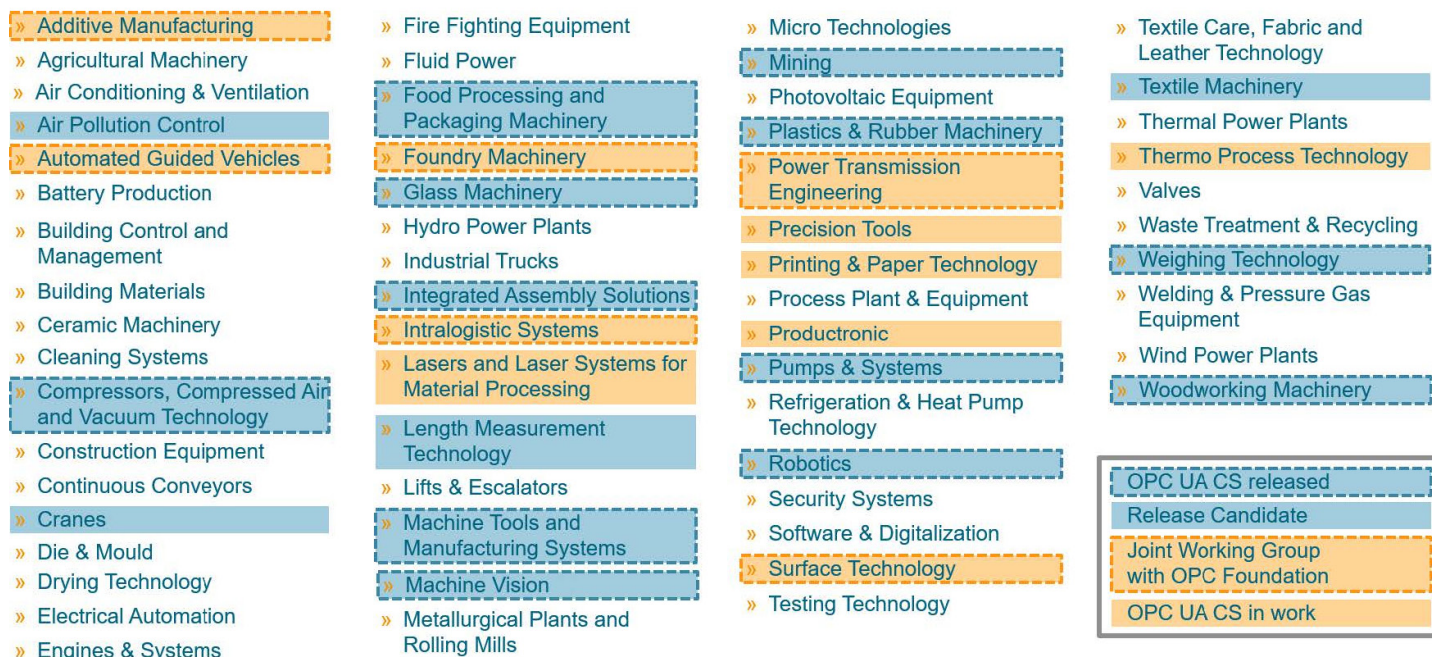 » Additive Manufacturing
» Agricultural Machinery
» Air Conditioning & Ventilation
» Air Pollution Control
» Automated Guided Vehicles
» Battery Production
» Building Control and
Management
» Building Materials
» Ceramic Machinery
» Cleaning Systems
» Compressors, Compressed Air
and Vacuum Technology
» Construction Equipment
» Continuous Conveyors
» Cranes
» Die & Mould
» Drying Technology
» Electrical Automation
» Engines & Systems
» Fire Fighting Equipment
» Fluid Power
» Food Processing and
Packaging Machinery
» Foundry Machinery
» Glass Machinery
» Hydro Power Plants
» Industrial Trucks
» Integrated Assembly Solutions
» Intralogistic Systems
» Lasers and Laser Systems for
Material Processing
» Length Measurement
Technology
» Lifts & Escalators
» Machine Tools and
Manufacturing Systems
» Machine Vision
» Metallurgical Plants and
Rolling Mills
» Micro Technologies
» Mining
» Photovoltaic Equipment
» Plastics & Rubber Machinery
» Power Transmission
Engineering
» Precision Tools
» Printing & Paper Technology
» Process Plant & Equipment
» Productronic
» Pumps & Systems
» Refrigeration & Heat Pump
Technology
» Robotics
» Security Systems
» Software & Digitalization
» Surface Technology
» Testing Technology
» Textile Care, Fabric and
Leather Technology
» Textile Machinery
» Thermal Power Plants
» Thermo Process Technology
» Valves
» Waste Treatment & Recycling
» Weighing Technology
» Welding & Pressure Gas
Equipment
» Wind Power Plants
» Woodworking Machinery
OPC UA CS released
Release Candidate
Joint Working Group
with OPC Foundation
OPC UA CS in work